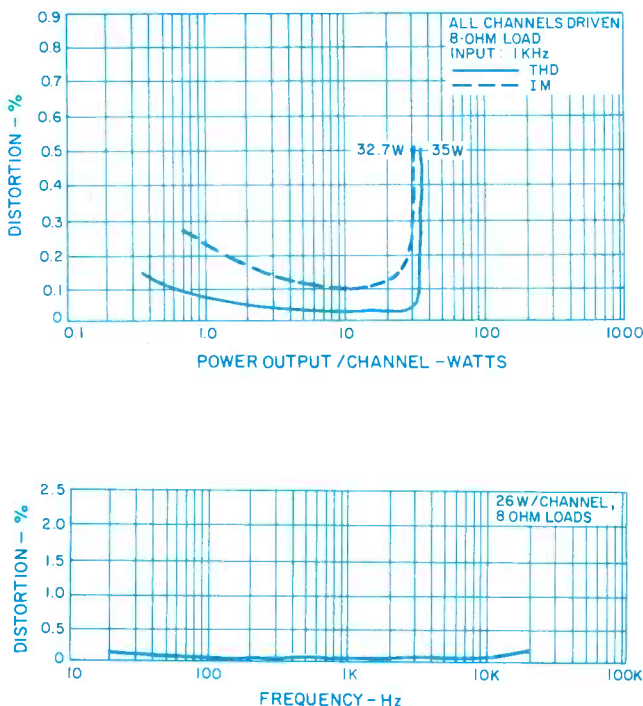 0.9
0.8
0.7
0.6
0.5
0.4
0.3
0.2
0.1
0
DISTORTION - %
ALL CHANNELS DRIVEN
8-OHM LOAD
INPUT: 1KHz
THD
IM
32.7W
35W
0.1
1.0
10
100
1000
POWER OUTPUT/CHANNEL - WATTS
2.5
2.0
1.5
1.0
0.5
0
DISTORTION - %
26W/CHANNEL,
8 OHM LOADS
10
100
1K
10K
100K
FREQUENCY - Hz